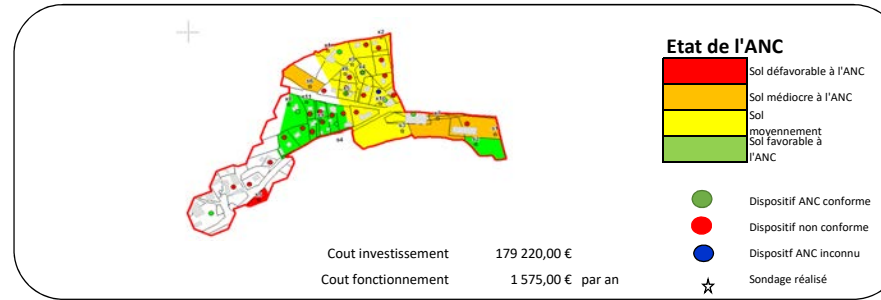 Etat de l'ANC
Sol défavorable à l'ANC
Sol médiocre à l'ANC
Sol
moyennement
Sol favorable à
l'ANC
Dispositif ANC conforme
Dispositif non conforme
Dispositf ANC inconnu
Sondage réalisé
Cout investissement 179 220,00 €
Cout fonctionnement 1 575,00 € par an